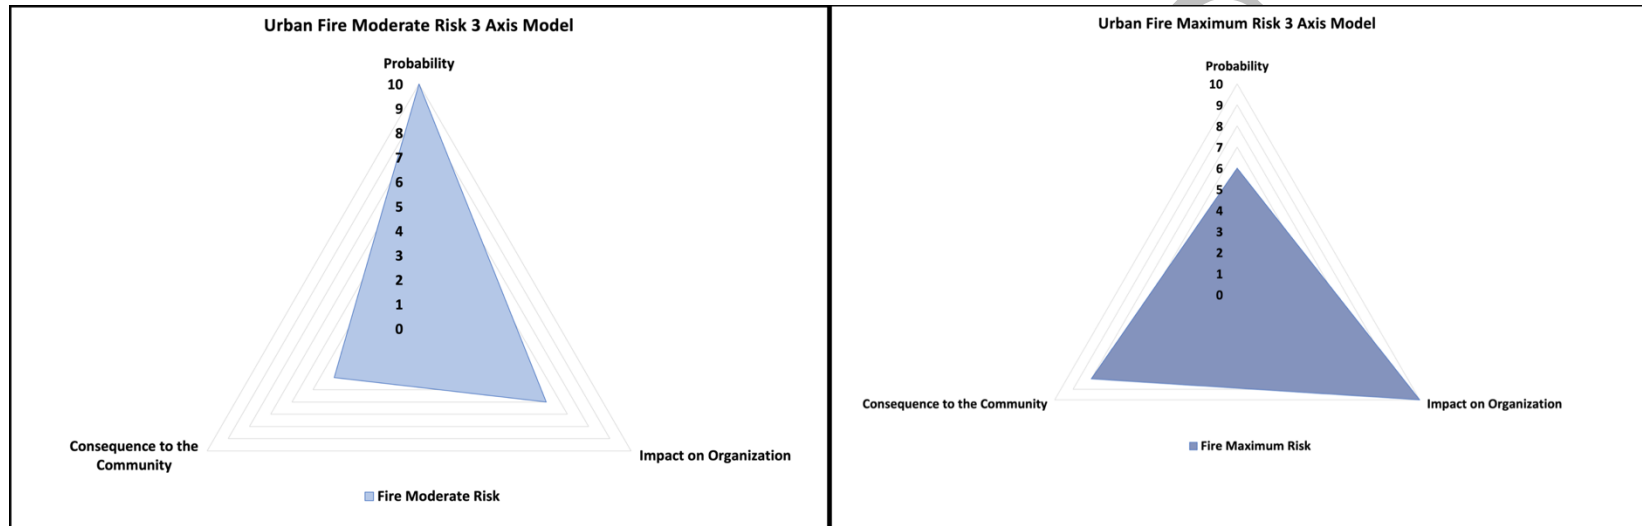 Urban Fire Moderate Risk 3 Axis Model
Probability
10
9
8
7
6
5
4
3
2
1
0
Consequence to the
Community
Impact on Organization
Fire Moderate Risk
Urban Fire Maximum Risk 3 Axis Model
Probability
10
9
8
7
6
5
4
3
2
1
0
Consequence to the Community
Impact on Organization
Fire Maximum Risk